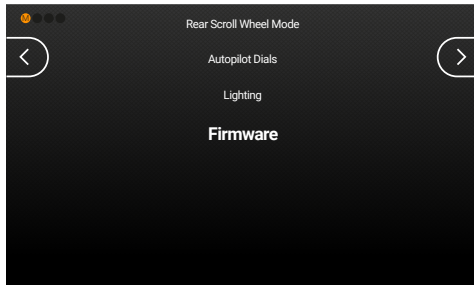 M
Rear Scroll Wheel Mode
Autopilot Dials
Lighting
Firmware